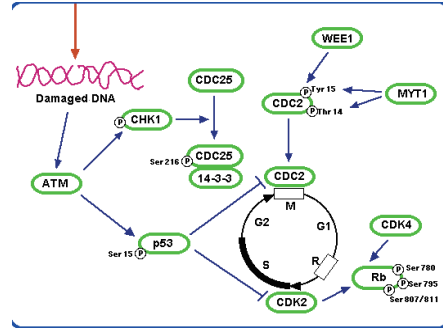 WEE1
CDC25
P Tyr 15
MYT1
CDC2
P Thr 14
Damaged DNA
P CHK1
CDC25
Ser 216 P
14-3-3
CDC2
ATM
M
G2
G1
CDK4
p53
Ser 15 P
S
R
P Ser 780
Rb
P Ser 795
CDK2
P
Ser 807/811